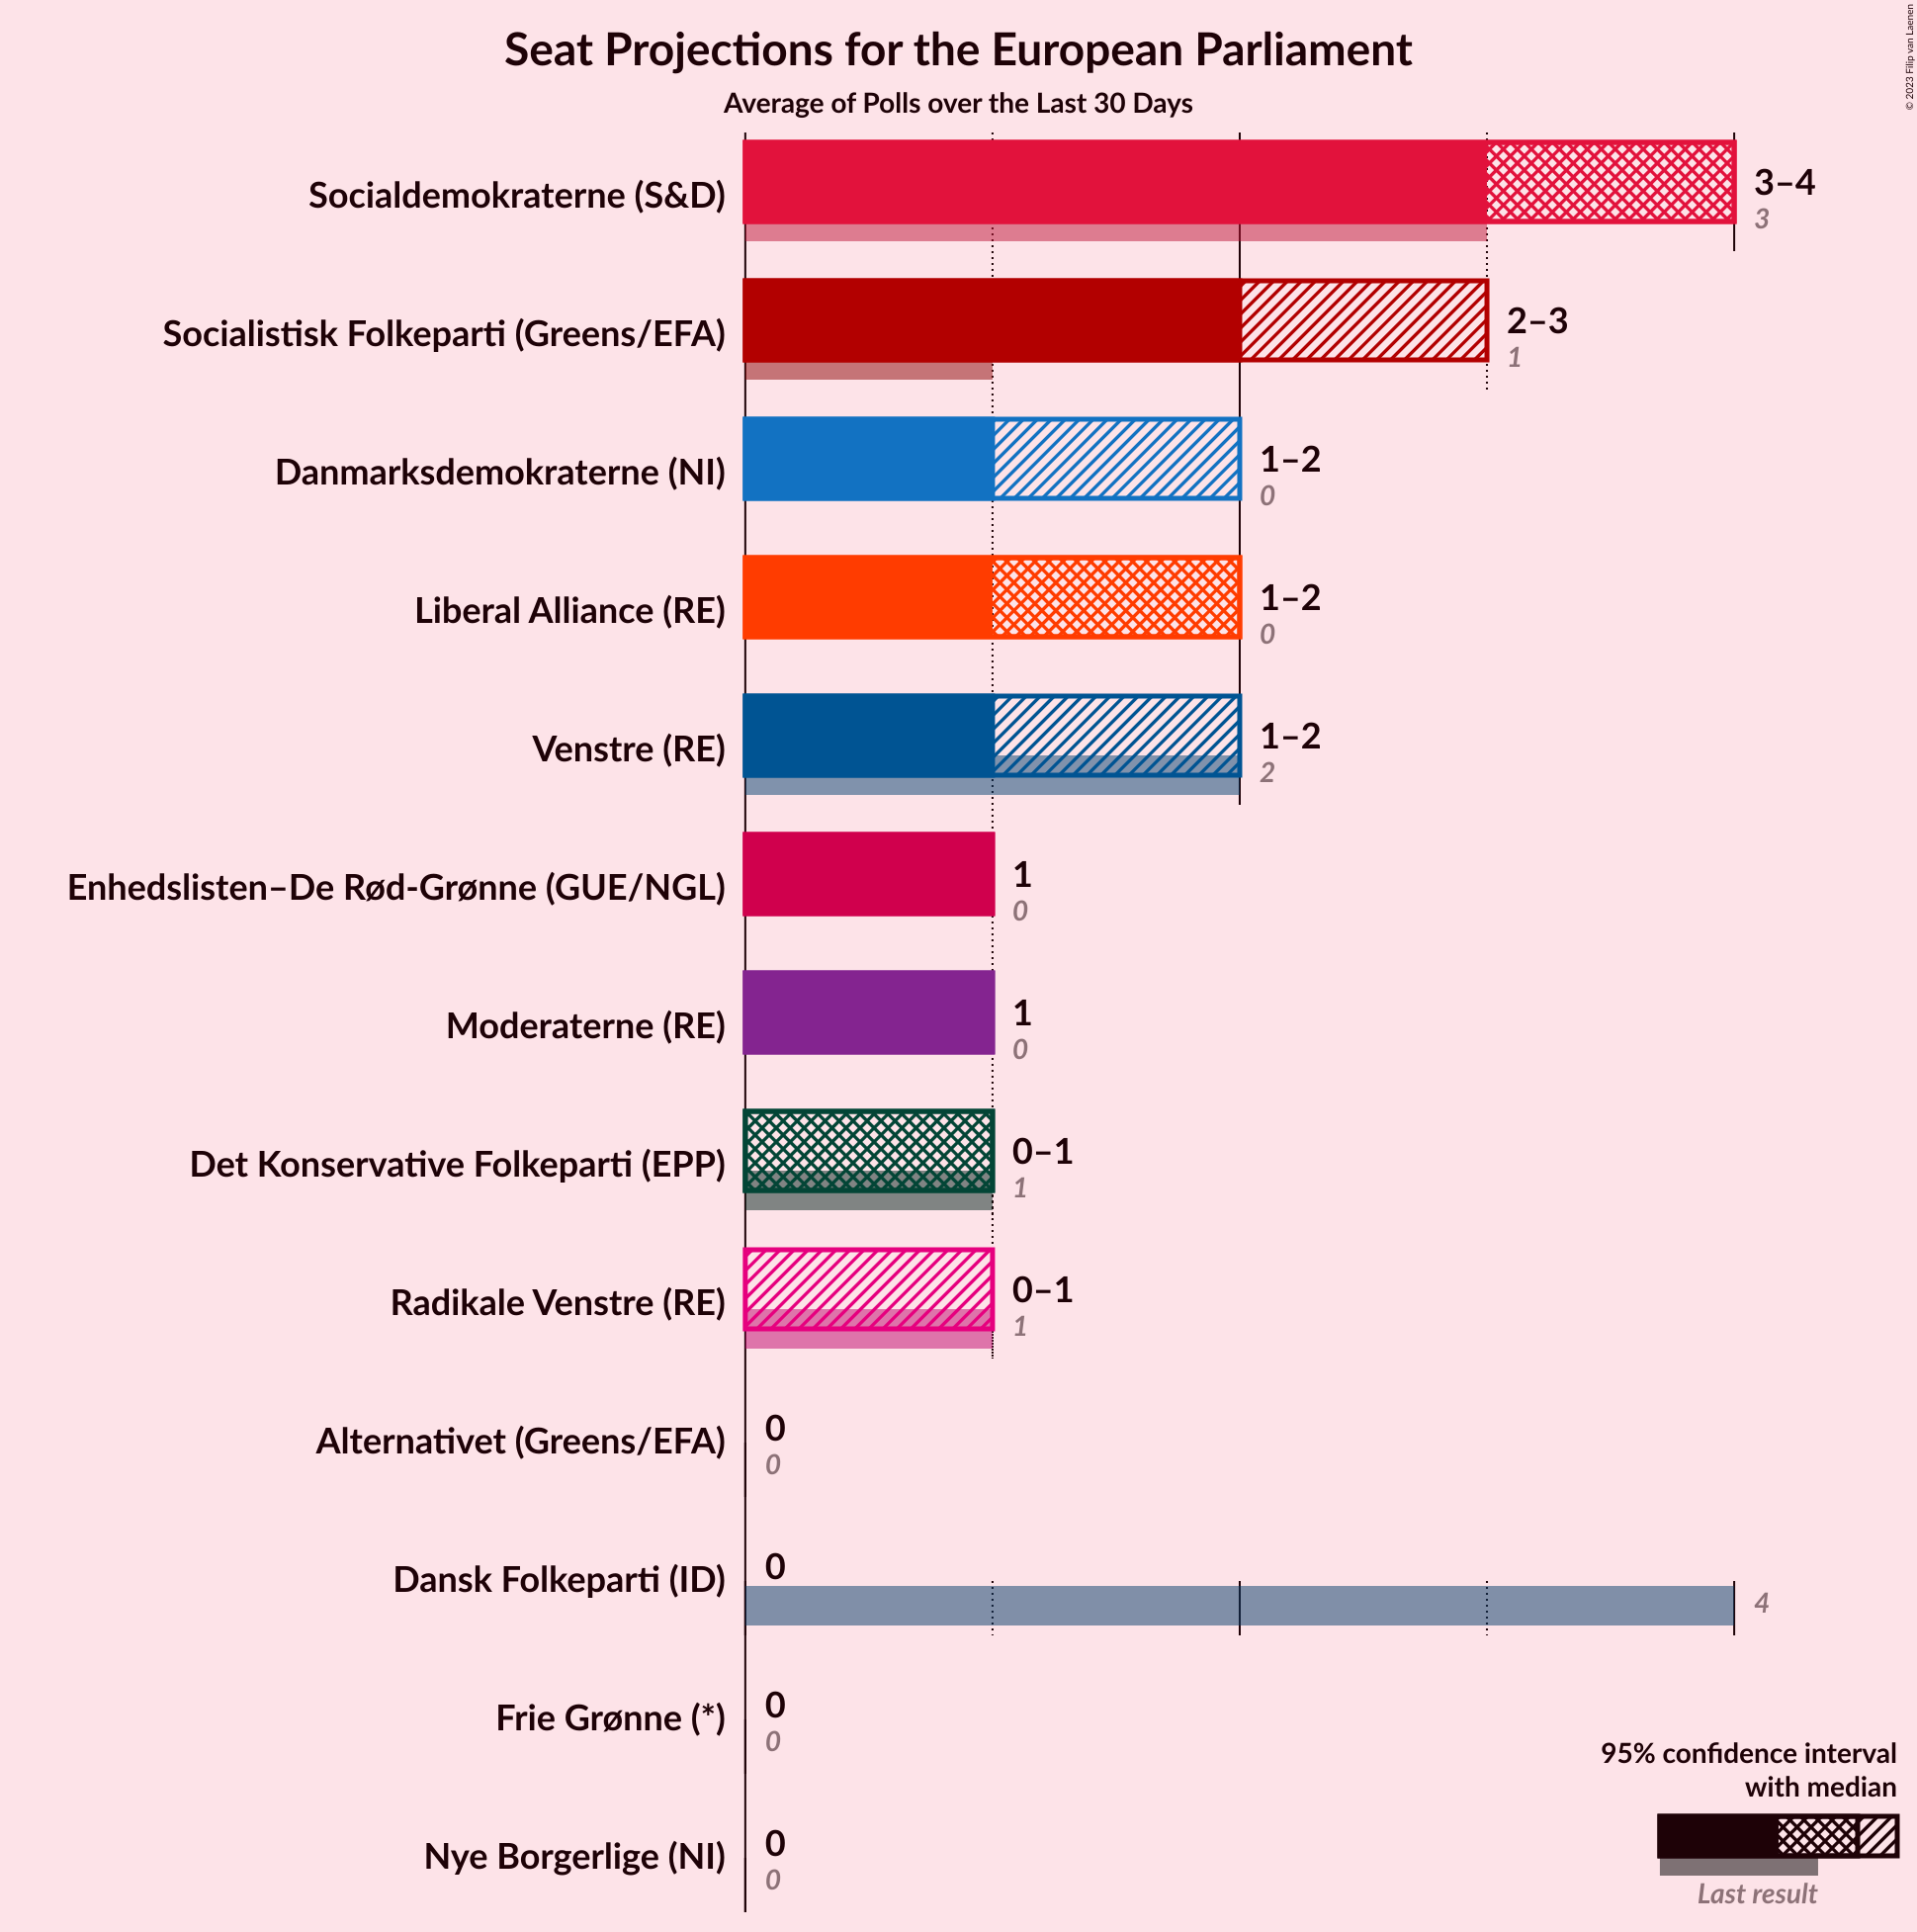 Seat Projections for the European Parliament
Average of Polls over the Last 30 Days
© 2023 Filip van Laenen
Socialdemokraterne (S&D)
3–4
3
Socialistisk Folkeparti (Greens/EFA)
2–3
1
Danmarksdemokraterne (NI)
1–2
0
Liberal Alliance (RE)
1–2
0
Venstre (RE)
1–2
2
Enhedslisten–De Rød-Grønne (GUE/NGL)
1
0
Moderaterne (RE)
1
0
Det Konservative Folkeparti (EPP)
0–1
1
Radikale Venstre (RE)
0–1
1
Alternativet (Greens/EFA)
0
0
Dansk Folkeparti (ID)
0
4
Frie Grønne (*)
0
0
Nye Borgerlige (NI)
0
0
95% confidence interval
with median
Last result